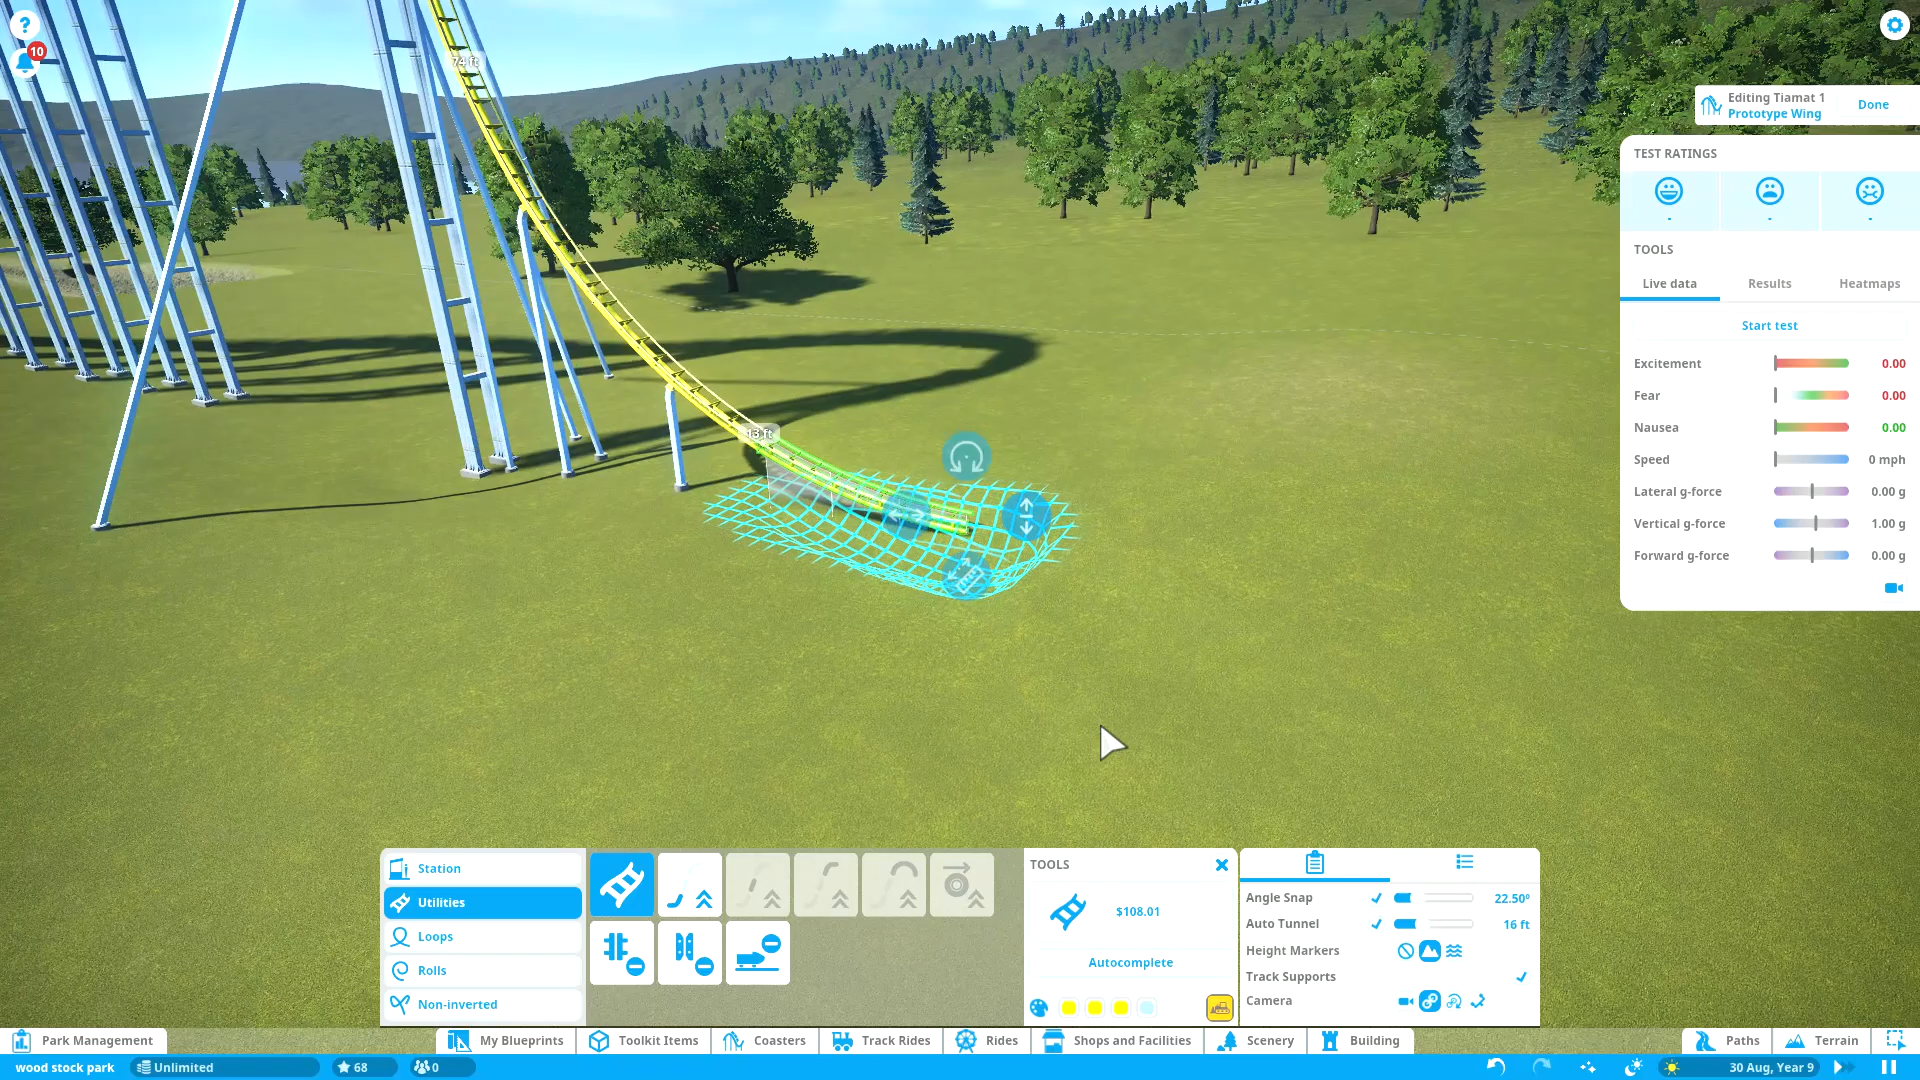 ?
10
74 ft
13 ft
Editing Tiamat 1
Prototype Wing
Done
TEST RATINGS
-
-
-
TOOLS
Live data
Results
Heatmaps
Start test
Excitement 0.00
Fear 0.00
Nausea 0.00
Speed 0 mph
Lateral g-force 0.00 g
Vertical g-force 1.00 g
Forward g-force 0.00 g
Station
Utilities
Loops
Rolls
Non-inverted
TOOLS
$108.01
Autocomplete
Angle Snap 22.50°
Auto Tunnel 16 ft
Height Markers
Track Supports
Camera
Park Management
My Blueprints
Toolkit Items
Coasters
Track Rides
Rides
Shops and Facilities
Scenery
Building
Paths
Terrain
wood stock park
Unlimited
68
0
30 Aug, Year 9